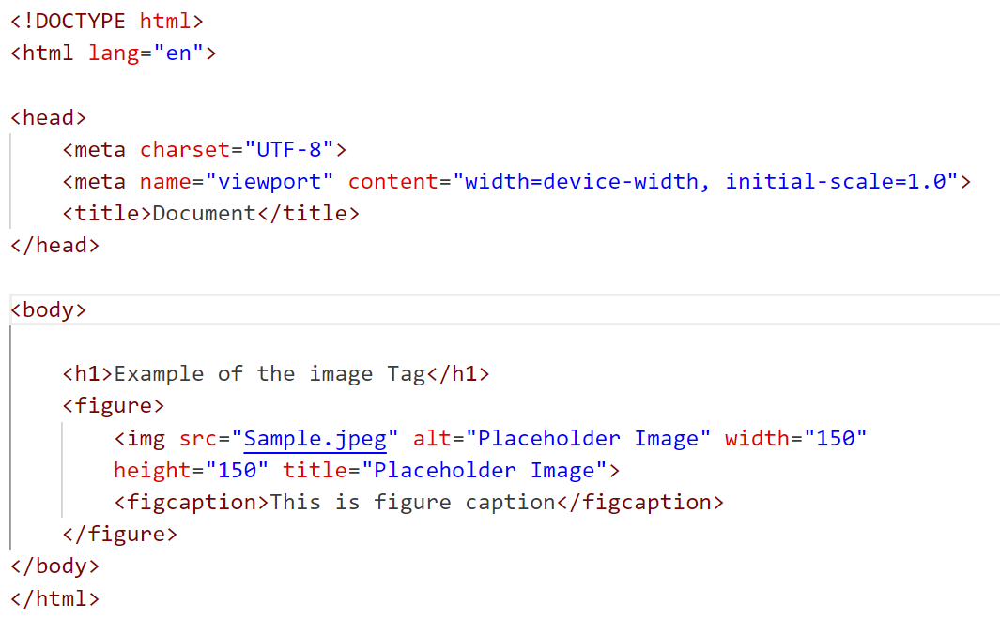 <!DOCTYPE html>
<html lang="en">
<head>
<meta charset="UTF-8">
<meta name="viewport" content="width=device-width, initial-scale=1.0">
<title>Document</title>
</head>
<body>
<h1>Example of the image Tag</h1>
<figure>
<img src="Sample.jpeg" alt="Placeholder Image" width="150"
height="150" title="Placeholder Image">
<figcaption>This is figure caption</figcaption>
</figure>
</body>
</html>